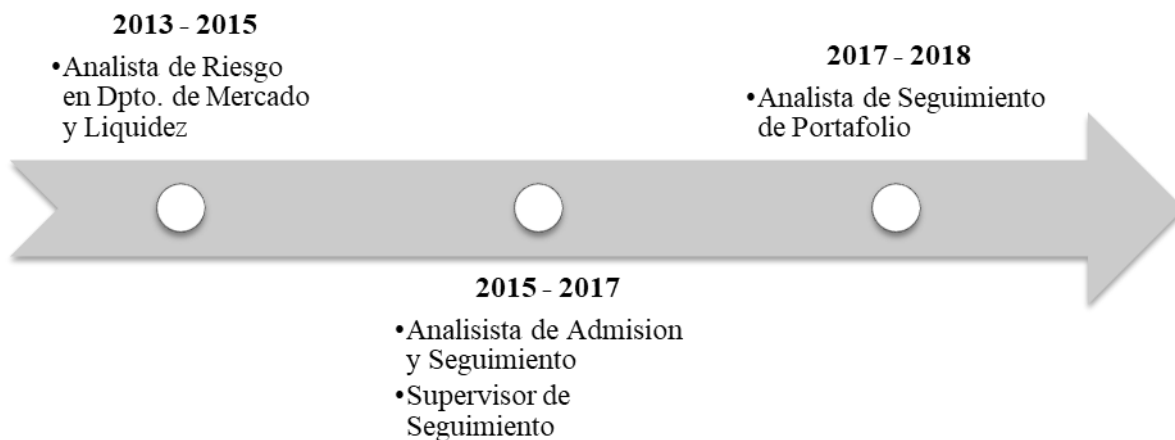 2013 - 2015
•Analista de Riesgo
en Dpto. de Mercado
y Liquidez
2015 - 2017
•Analisista de Admision
y Seguimiento
•Supervisor de
Seguimiento
2017 - 2018
•Analista de Seguimiento
de Portafolio